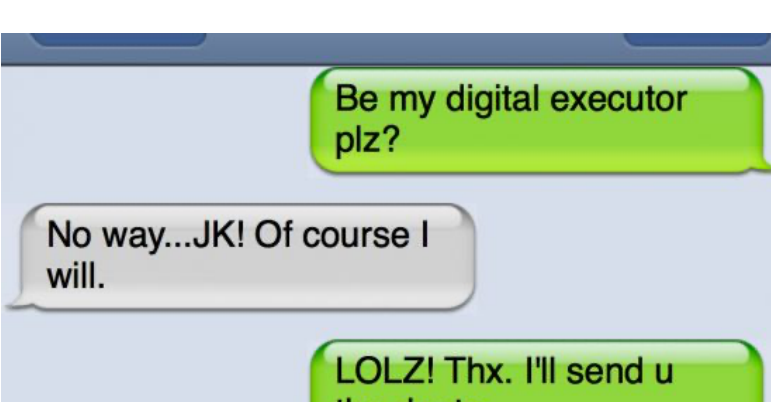 Be my digital executor
plz?
No way...JK! Of course I
will.
LOLZ! Thx. I'll send u